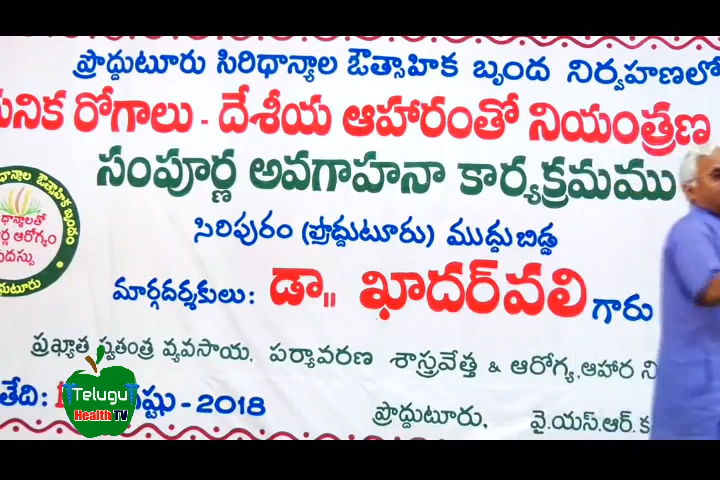 ప్రొద్దుటూరు సిరిధాన్యాల ఔత్సాహిక బృంద నిర్వహణలో
రోగాలు - దేశీయ ఆహారంతో నియంత్రణ
సంపూర్ణ అవగాహనా కార్యక్రమము
సిరిపురం (ప్రొద్దుటూరు) ముద్దుబిడ్డ
మార్గదర్శకులు: డా॥ ఖాదర్‌వలి గారు
ప్రఖ్యాత స్వతంత్ర వ్యవసాయ, పర్యావరణ శాస్త్రవేత్త & ఆరోగ్య, ఆహార ని
తేది: ష్టు - 2018
ప్రొద్దుటూరు, వై.యస్.ఆర్.క
Telugu
Health TV